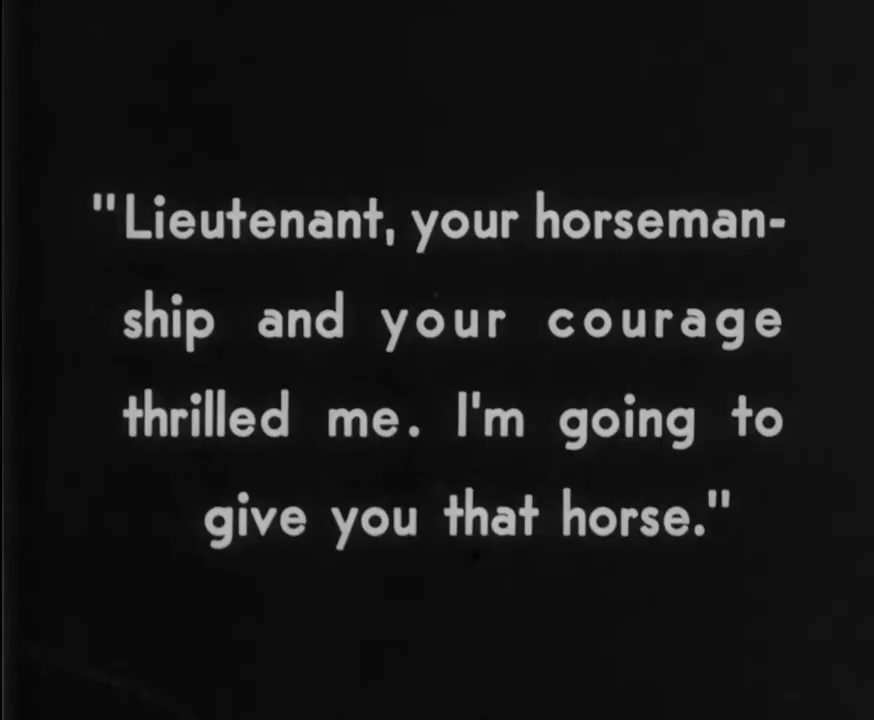 "Lieutenant, your horseman-
ship and your courage
thrilled me. I'm going to
give you that horse."